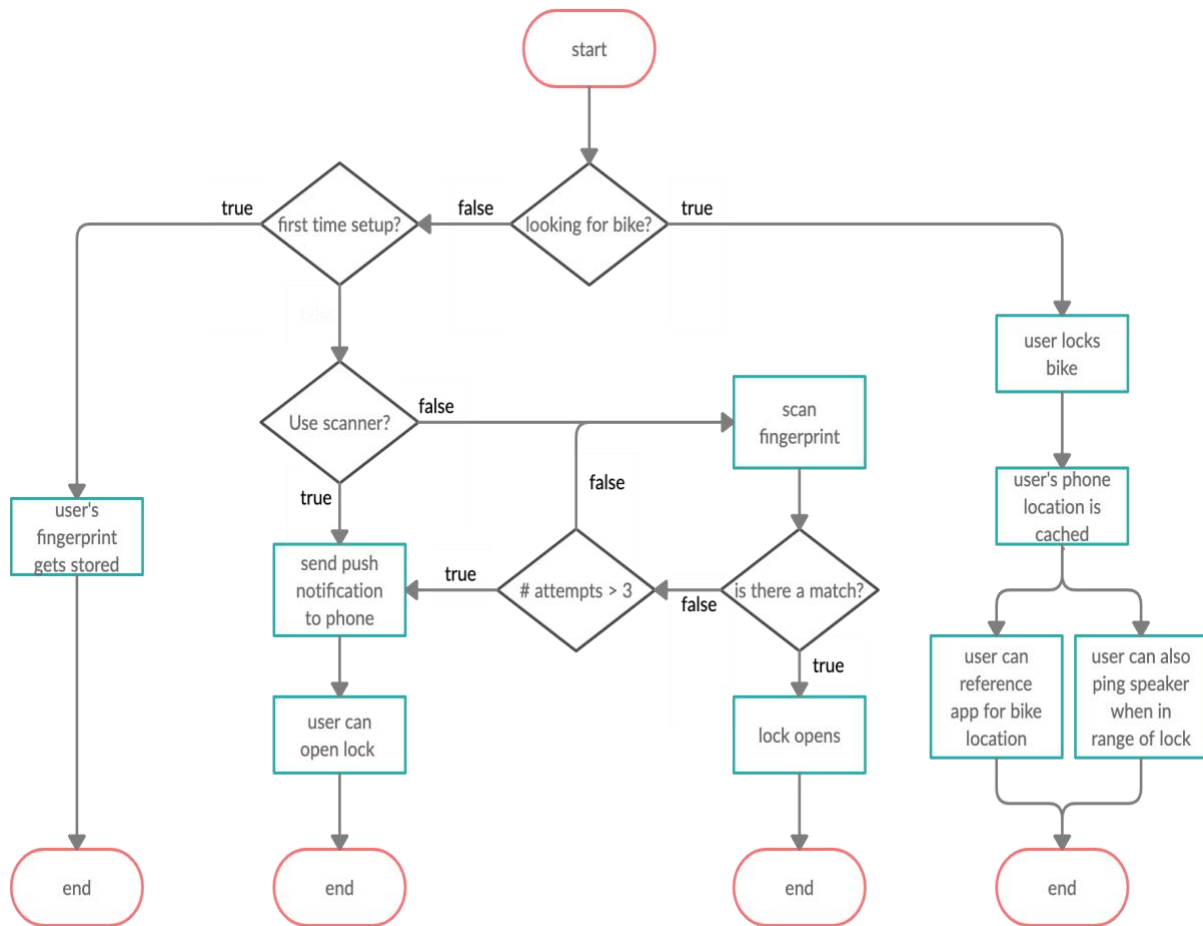 start
first time setup?
true
false
looking for bike?
true
user locks
bike
Use scanner?
false
scan
fingerprint
true
false
user's
fingerprint
gets stored
user's phone
location is
cached
send push
notification
to phone
true
# attempts > 3
false
is there a match?
true
user can
open lock
lock opens
user can
reference
app for bike
location
user can also
ping speaker
when in
range of lock
end
end
end
end